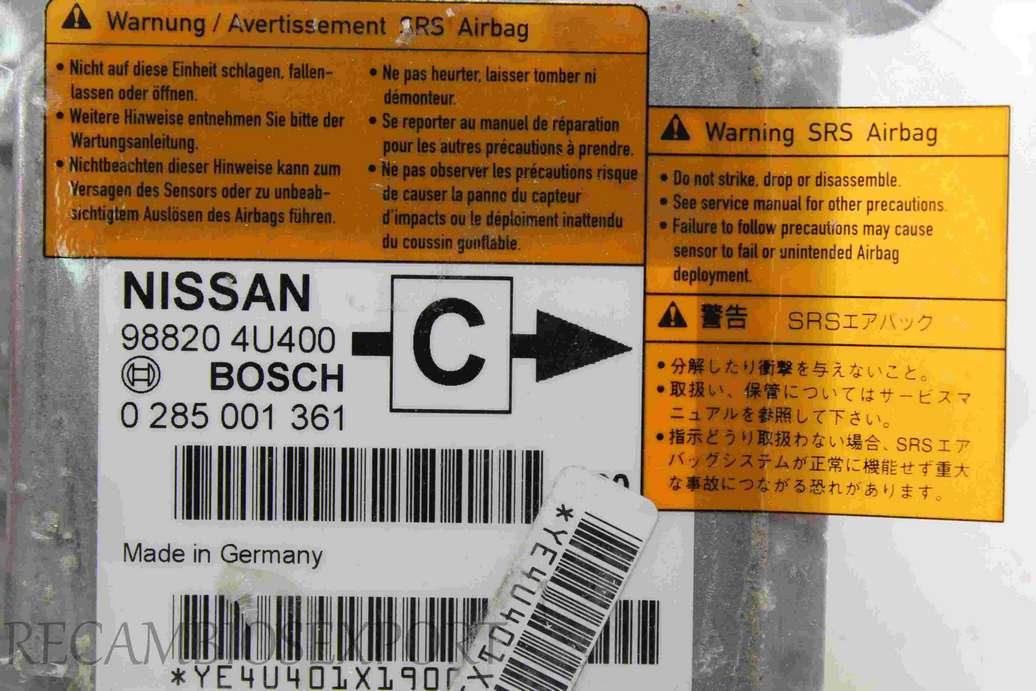 Warnung / Avertissement SRS Airbag
• Nicht auf diese Einheit schlagen, fallen-
lassen oder öffnen.
• Weitere Hinweise entnehmen Sie bitte der
Wartungsanleitung.
• Nichtbeachten dieser Hinweise kann zum
Versagen des Sensors oder zu unbeab-
sichtigtem Auslösen des Airbags führen.
• Ne pas heurter, laisser tomber ni
démonteur.
• Se reporter au manuel de réparation
pour les autres précautions à prendre.
• Ne pas observer les précautions risque
de causer la panne du capteur
d'impacts ou le déploiment inattendu
du coussin gonflable.
Warning SRS Airbag
• Do not strike, drop or disassemble.
• See service manual for other precautions.
• Failure to follow precautions may cause
sensor to fail or unintended Airbag
deployment.
警告 SRSエアバック
• 分解したり衝撃を与えないこと。
• 取扱い、保管についてはサービスマ
ニュアルを参照して下さい。
• 指示どうり取扱わない場合、SRSエア
バッグシステムが正常に機能せず重大
な事故につながる恐れがあります。
NISSAN
98820 4U400
BOSCH
0 285 001 361
C
Made in Germany
*YE4U401X190
*YE4U401X
RECAMBIOSEXPORT